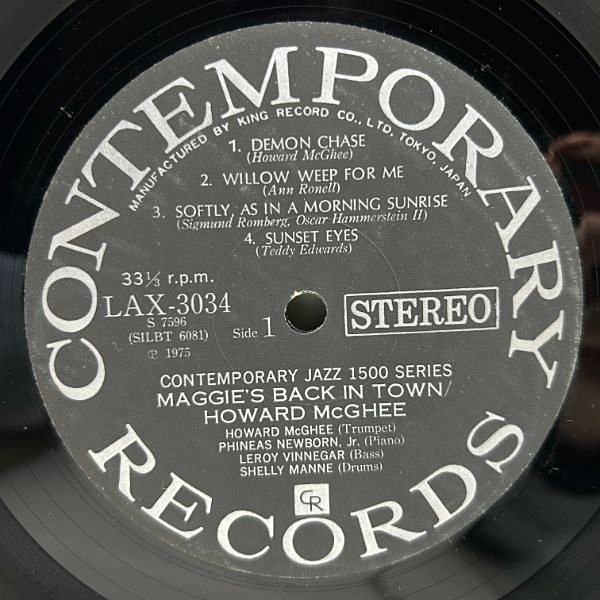 CONTEMPORARY
MANUFACTURED BY KING RECORD CO., LTD, TOKYO, JAPAN
1. DEMON CHASE
(Howard McGhee)
2. WILLOW WEEP FOR ME
(Ann Ronell)
3. SOFTLY, AS IN A MORNING SUNRISE
(Sigmund Romberg, Oscar Hammerstein II)
4. SUNSET EYES
(Teddy Edwards)
33⅓ r.p.m.
LAX-3034
S 7596
(SILBT 6081)
℗ 1975
Side 1
STEREO
CONTEMPORARY JAZZ 1500 SERIES
MAGGIE'S BACK IN TOWN/
HOWARD McGHEE
HOWARD McGHEE (Trumpet)
PHINEAS NEWBORN, Jr. (Piano)
LEROY VINNEGAR (Bass)
SHELLY MANNE (Drums)
CR
RECORDS